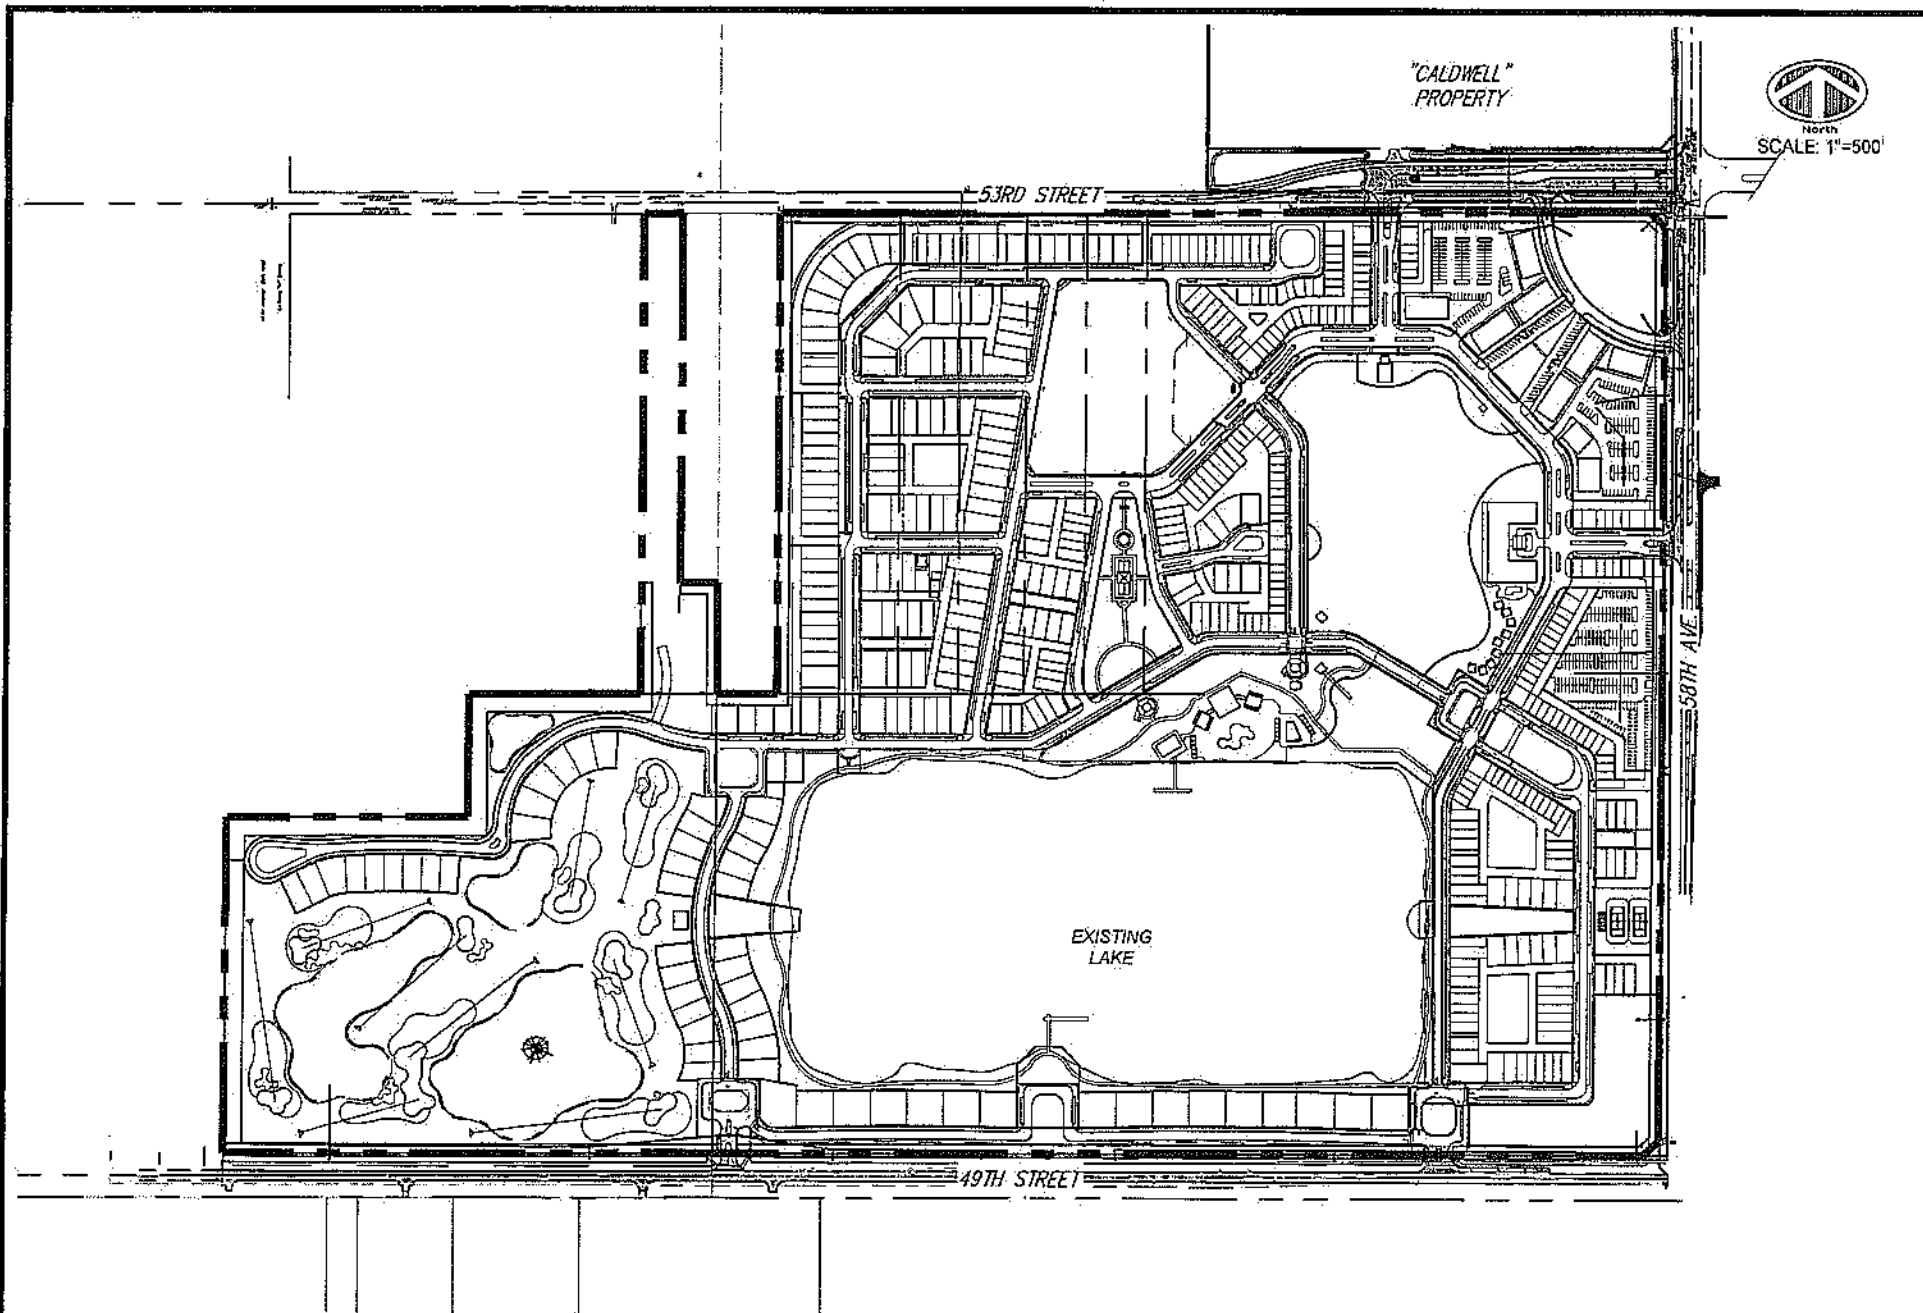 "CALDWELL"
PROPERTY
North
SCALE: 1"=500'
53RD STREET
58TH AVE.
EXISTING
LAKE
49TH STREET